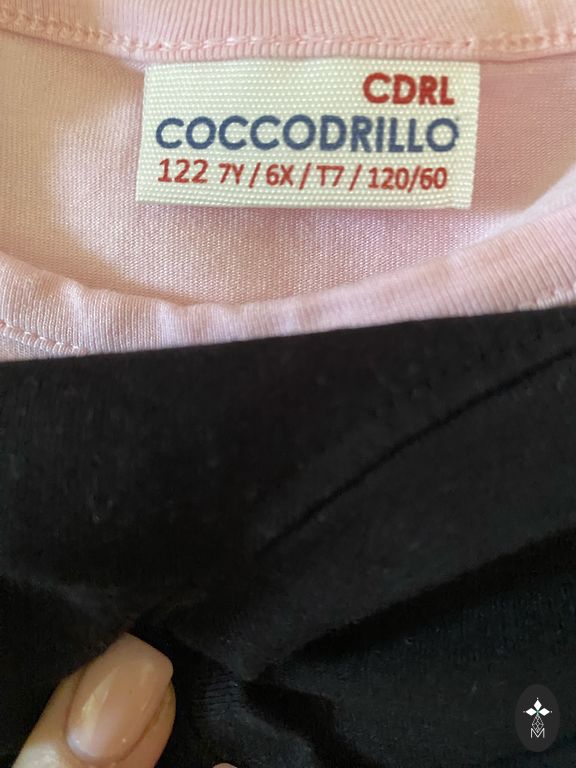 CDRL
COCCODRILLO
122 7Y / 6X / T7 / 120/60